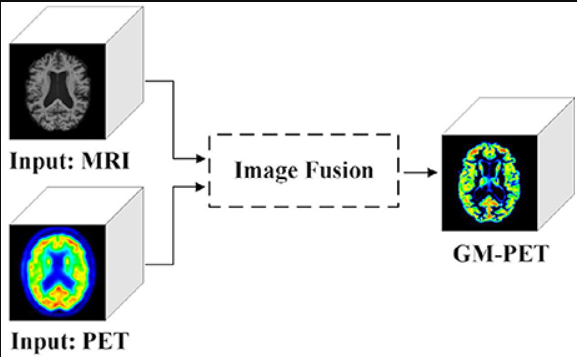 Input: MRI
Image Fusion
GM-PET
Input: PET